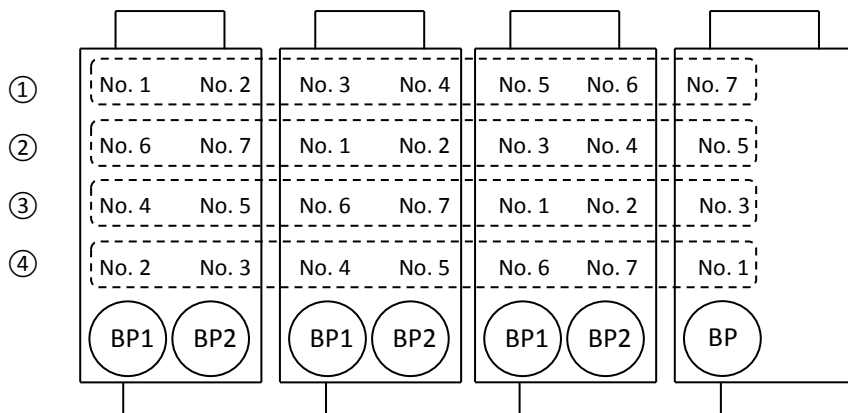 ① No. 1 No. 2 No. 3 No. 4 No. 5 No. 6 No. 7
② No. 6 No. 7 No. 1 No. 2 No. 3 No. 4 No. 5
③ No. 4 No. 5 No. 6 No. 7 No. 1 No. 2 No. 3
④ No. 2 No. 3 No. 4 No. 5 No. 6 No. 7 No. 1
BP1 BP2 BP1 BP2 BP1 BP2 BP